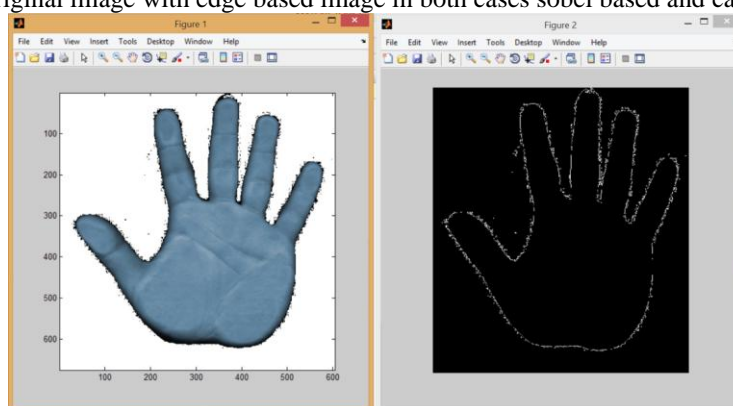 riginal image with edge based image in both cases sobel based and ca
Figure 1
File Edit View Insert Tools Desktop Window Help
100
200
300
400
500
600
100 200 300 400 500 600
Figure 2
File Edit View Insert Tools Desktop Window Help